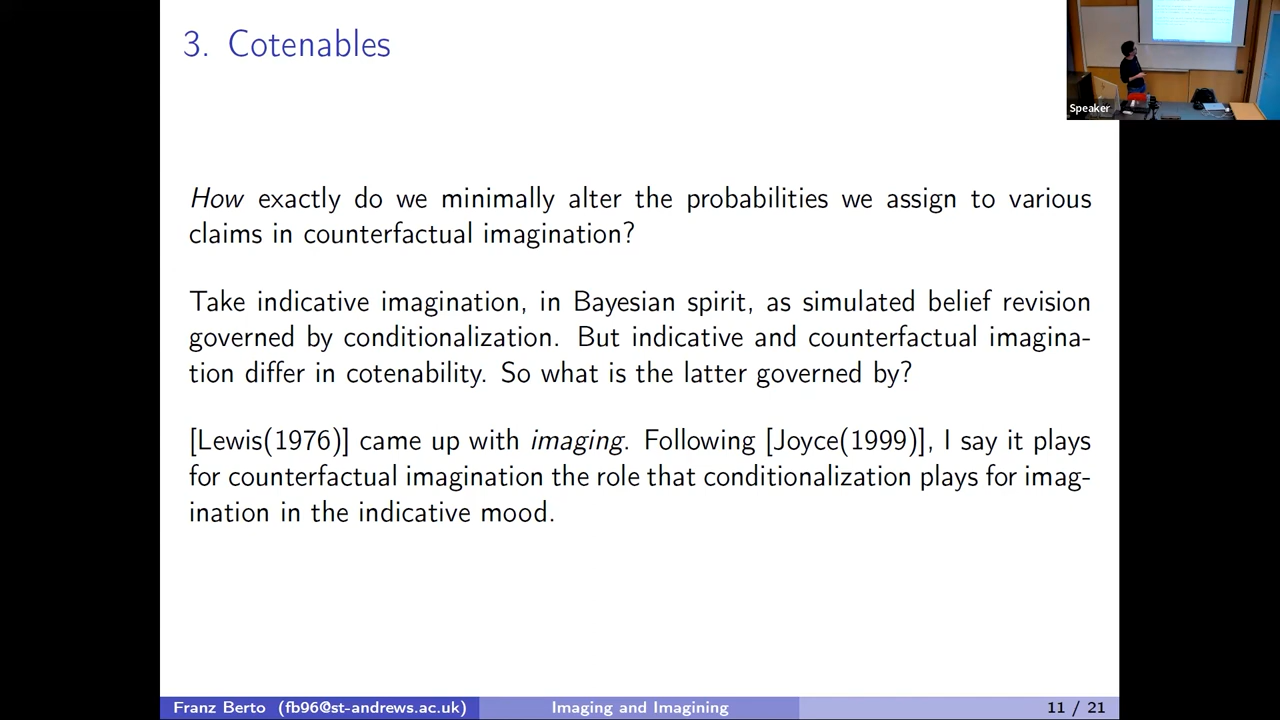 3. Cotenables
Speaker
How exactly do we minimally alter the probabilities we assign to various
claims in counterfactual imagination?
Take indicative imagination, in Bayesian spirit, as simulated belief revision
governed by conditionalization. But indicative and counterfactual imagina-
tion differ in cotenability. So what is the latter governed by?
[Lewis(1976)] came up with imaging. Following [Joyce(1999)], I say it plays
for counterfactual imagination the role that conditionalization plays for imag-
ination in the indicative mood.
Franz Berto (fb96@st-andrews.ac.uk) Imaging and Imagining 11 / 21